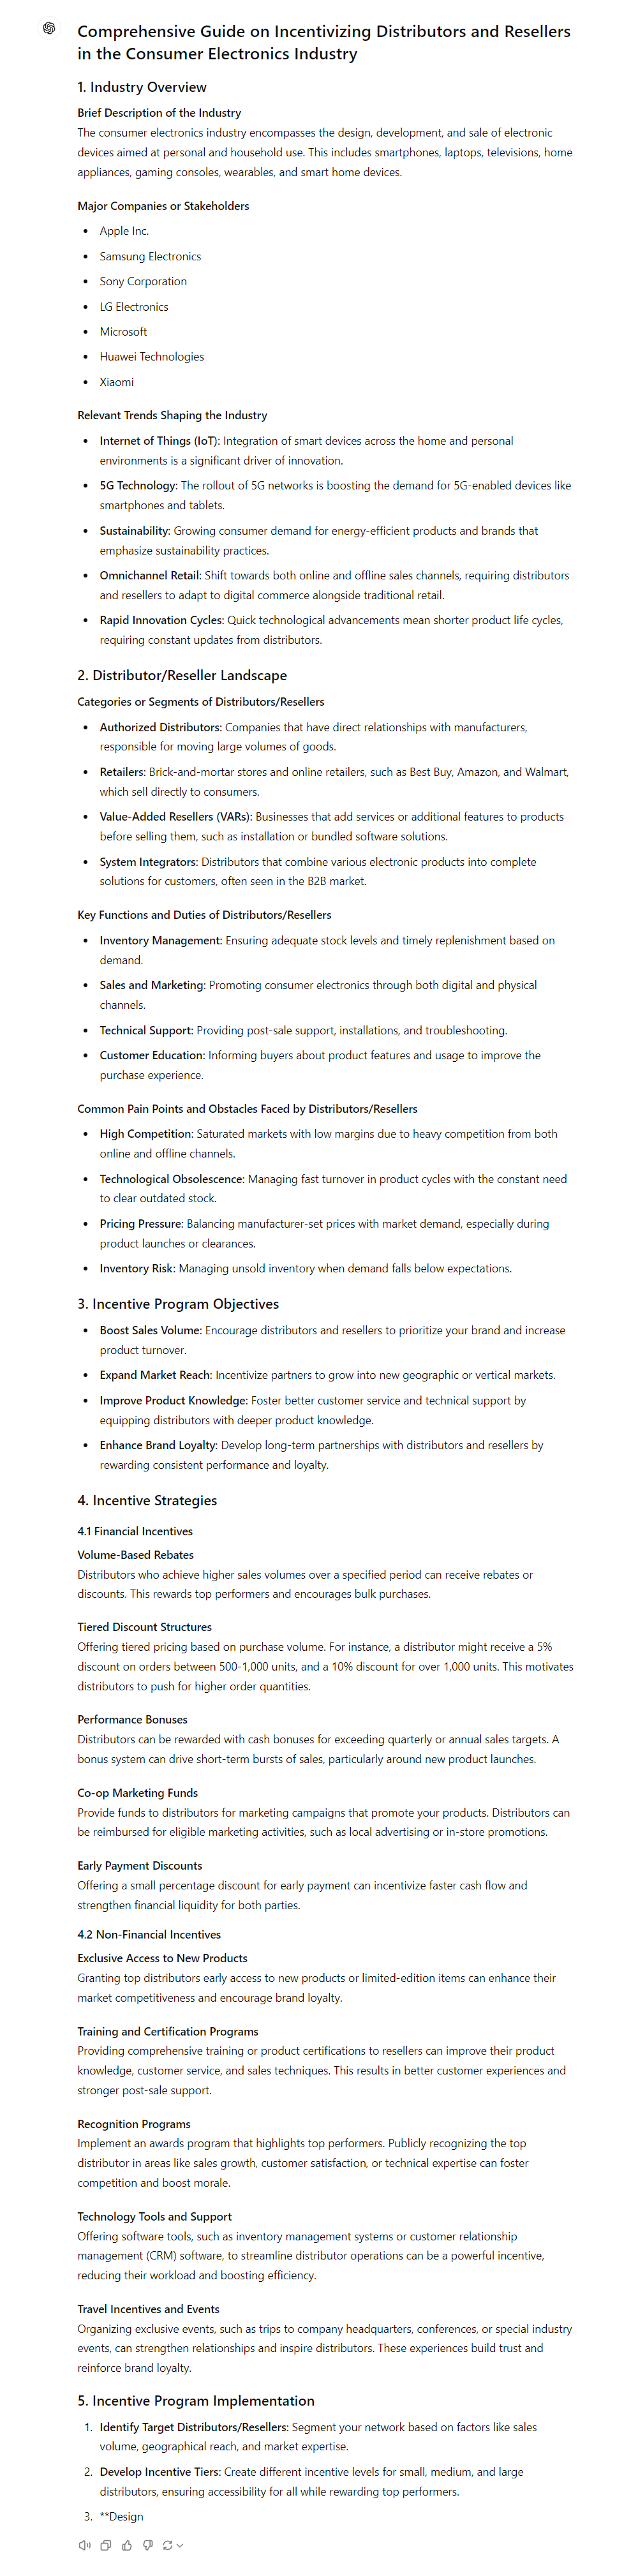 Comprehensive Guide on Incentivizing Distributors and Resellers
in the Consumer Electronics Industry
1. Industry Overview
Brief Description of the Industry
The consumer electronics industry encompasses the design, development, and sale of electronic
devices aimed at personal and household use. This includes smartphones, laptops, televisions, home
appliances, gaming consoles, wearables, and smart home devices.
Major Companies or Stakeholders
• Apple Inc.
• Samsung Electronics
• Sony Corporation
• LG Electronics
• Microsoft
• Huawei Technologies
• Xiaomi
Relevant Trends Shaping the Industry
• Internet of Things (IoT): Integration of smart devices across the home and personal
environments is a significant driver of innovation.
• 5G Technology: The rollout of 5G networks is boosting the demand for 5G-enabled devices like
smartphones and tablets.
• Sustainability: Growing consumer demand for energy-efficient products and brands that
emphasize sustainability practices.
• Omnichannel Retail: Shift towards both online and offline sales channels, requiring distributors
and resellers to adapt to digital commerce alongside traditional retail.
• Rapid Innovation Cycles: Quick technological advancements mean shorter product life cycles,
requiring constant updates from distributors.
2. Distributor/Reseller Landscape
Categories or Segments of Distributors/Resellers
• Authorized Distributors: Companies that have direct relationships with manufacturers,
responsible for moving large volumes of goods.
• Retailers: Brick-and-mortar stores and online retailers, such as Best Buy, Amazon, and Walmart,
which sell directly to consumers.
• Value-Added Resellers (VARs): Businesses that add services or additional features to products
before selling them, such as installation or bundled software solutions.
• System Integrators: Distributors that combine various electronic products into complete
solutions for customers, often seen in the B2B market.
Key Functions and Duties of Distributors/Resellers
• Inventory Management: Ensuring adequate stock levels and timely replenishment based on
demand.
• Sales and Marketing: Promoting consumer electronics through both digital and physical
channels.
• Technical Support: Providing post-sale support, installations, and troubleshooting.
• Customer Education: Informing buyers about product features and usage to improve the
purchase experience.
Common Pain Points and Obstacles Faced by Distributors/Resellers
• High Competition: Saturated markets with low margins due to heavy competition from both
online and offline channels.
• Technological Obsolescence: Managing fast turnover in product cycles with the constant need
to clear outdated stock.
• Pricing Pressure: Balancing manufacturer-set prices with market demand, especially during
product launches or clearances.
• Inventory Risk: Managing unsold inventory when demand falls below expectations.
3. Incentive Program Objectives
• Boost Sales Volume: Encourage distributors and resellers to prioritize your brand and increase
product turnover.
• Expand Market Reach: Incentivize partners to grow into new geographic or vertical markets.
• Improve Product Knowledge: Foster better customer service and technical support by
equipping distributors with deeper product knowledge.
• Enhance Brand Loyalty: Develop long-term partnerships with distributors and resellers by
rewarding consistent performance and loyalty.
4. Incentive Strategies
4.1 Financial Incentives
Volume-Based Rebates
Distributors who achieve higher sales volumes over a specified period can receive rebates or
discounts. This rewards top performers and encourages bulk purchases.
Tiered Discount Structures
Offering tiered pricing based on purchase volume. For instance, a distributor might receive a 5%
discount on orders between 500-1,000 units, and a 10% discount for over 1,000 units. This motivates
distributors to push for higher order quantities.
Performance Bonuses
Distributors can be rewarded with cash bonuses for exceeding quarterly or annual sales targets. A
bonus system can drive short-term bursts of sales, particularly around new product launches.
Co-op Marketing Funds
Provide funds to distributors for marketing campaigns that promote your products. Distributors can
be reimbursed for eligible marketing activities, such as local advertising or in-store promotions.
Early Payment Discounts
Offering a small percentage discount for early payment can incentivize faster cash flow and
strengthen financial liquidity for both parties.
4.2 Non-Financial Incentives
Exclusive Access to New Products
Granting top distributors early access to new products or limited-edition items can enhance their
market competitiveness and encourage brand loyalty.
Training and Certification Programs
Providing comprehensive training or product certifications to resellers can improve their product
knowledge, customer service, and sales techniques. This results in better customer experiences and
stronger post-sale support.
Recognition Programs
Implement an awards program that highlights top performers. Publicly recognizing the top
distributor in areas like sales growth, customer satisfaction, or technical expertise can foster
competition and boost morale.
Technology Tools and Support
Offering software tools, such as inventory management systems or customer relationship
management (CRM) software, to streamline distributor operations can be a powerful incentive,
reducing their workload and boosting efficiency.
Travel Incentives and Events
Organizing exclusive events, such as trips to company headquarters, conferences, or special industry
events, can strengthen relationships and inspire distributors. These experiences build trust and
reinforce brand loyalty.
5. Incentive Program Implementation
1. Identify Target Distributors/Resellers: Segment your network based on factors like sales
volume, geographical reach, and market expertise.
2. Develop Incentive Tiers: Create different incentive levels for small, medium, and large
distributors, ensuring accessibility for all while rewarding top performers.
3. **Design